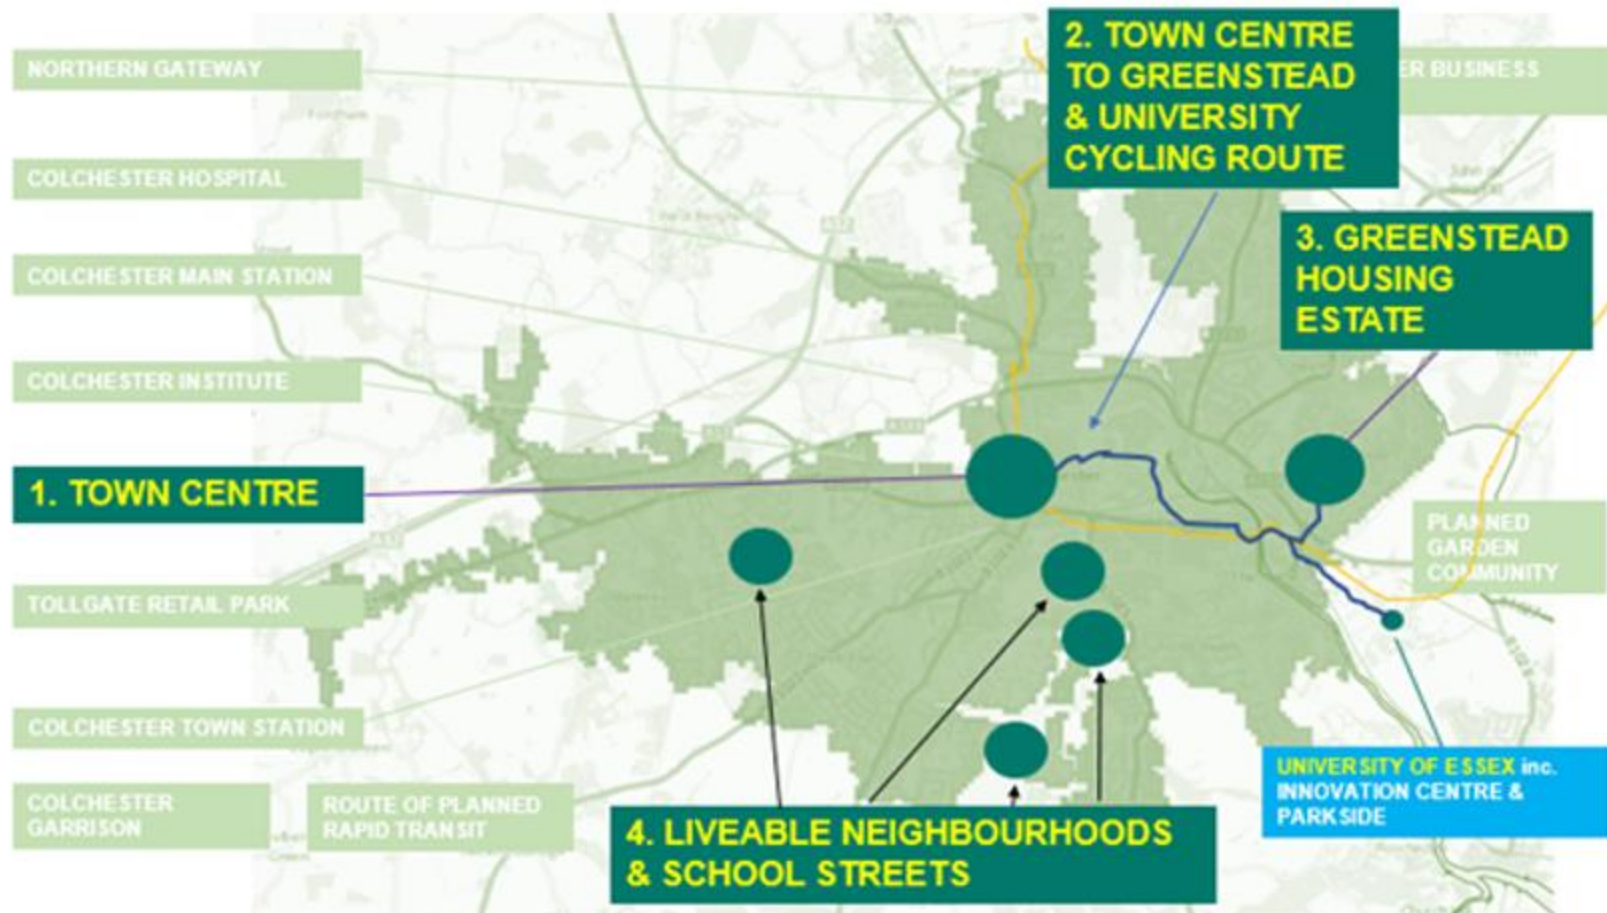 NORTHERN GATEWAY
COLCHESTER HOSPITAL
COLCHESTER MAIN STATION
COLCHESTER INSTITUTE
1. TOWN CENTRE
TOLLGATE RETAIL PARK
COLCHESTER TOWN STATION
COLCHESTER
GARRISON
ROUTE OF PLANNED
RAPID TRANSIT
2. TOWN CENTRE
TO GREENSTEAD
& UNIVERSITY
CYCLING ROUTE
ER BUSINESS
3. GREENSTEAD
HOUSING
ESTATE
PLANNED
GARDEN
COMMUNITY
UNIVERSITY OF ESSEX inc.
INNOVATION CENTRE &
PARKSIDE
4. LIVEABLE NEIGHBOURHOODS
& SCHOOL STREETS